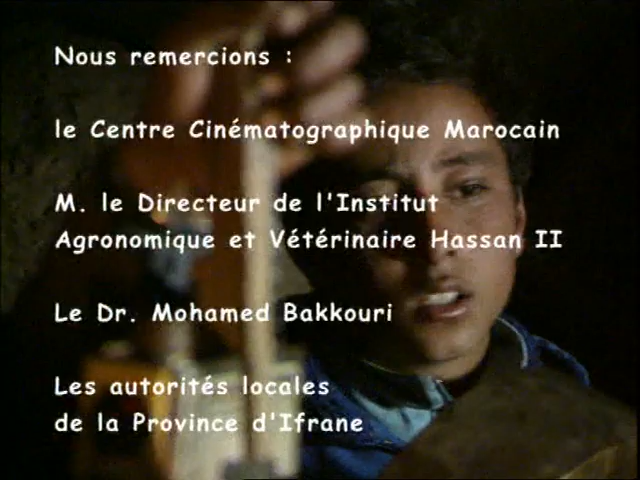 Nous remercions :
le Centre Cinématographique Marocain
M. le Directeur de l'Institut
Agronomique et Vétérinaire Hassan II
Le Dr. Mohamed Bakkouri
Les autorités locales
de la Province d'Ifrane